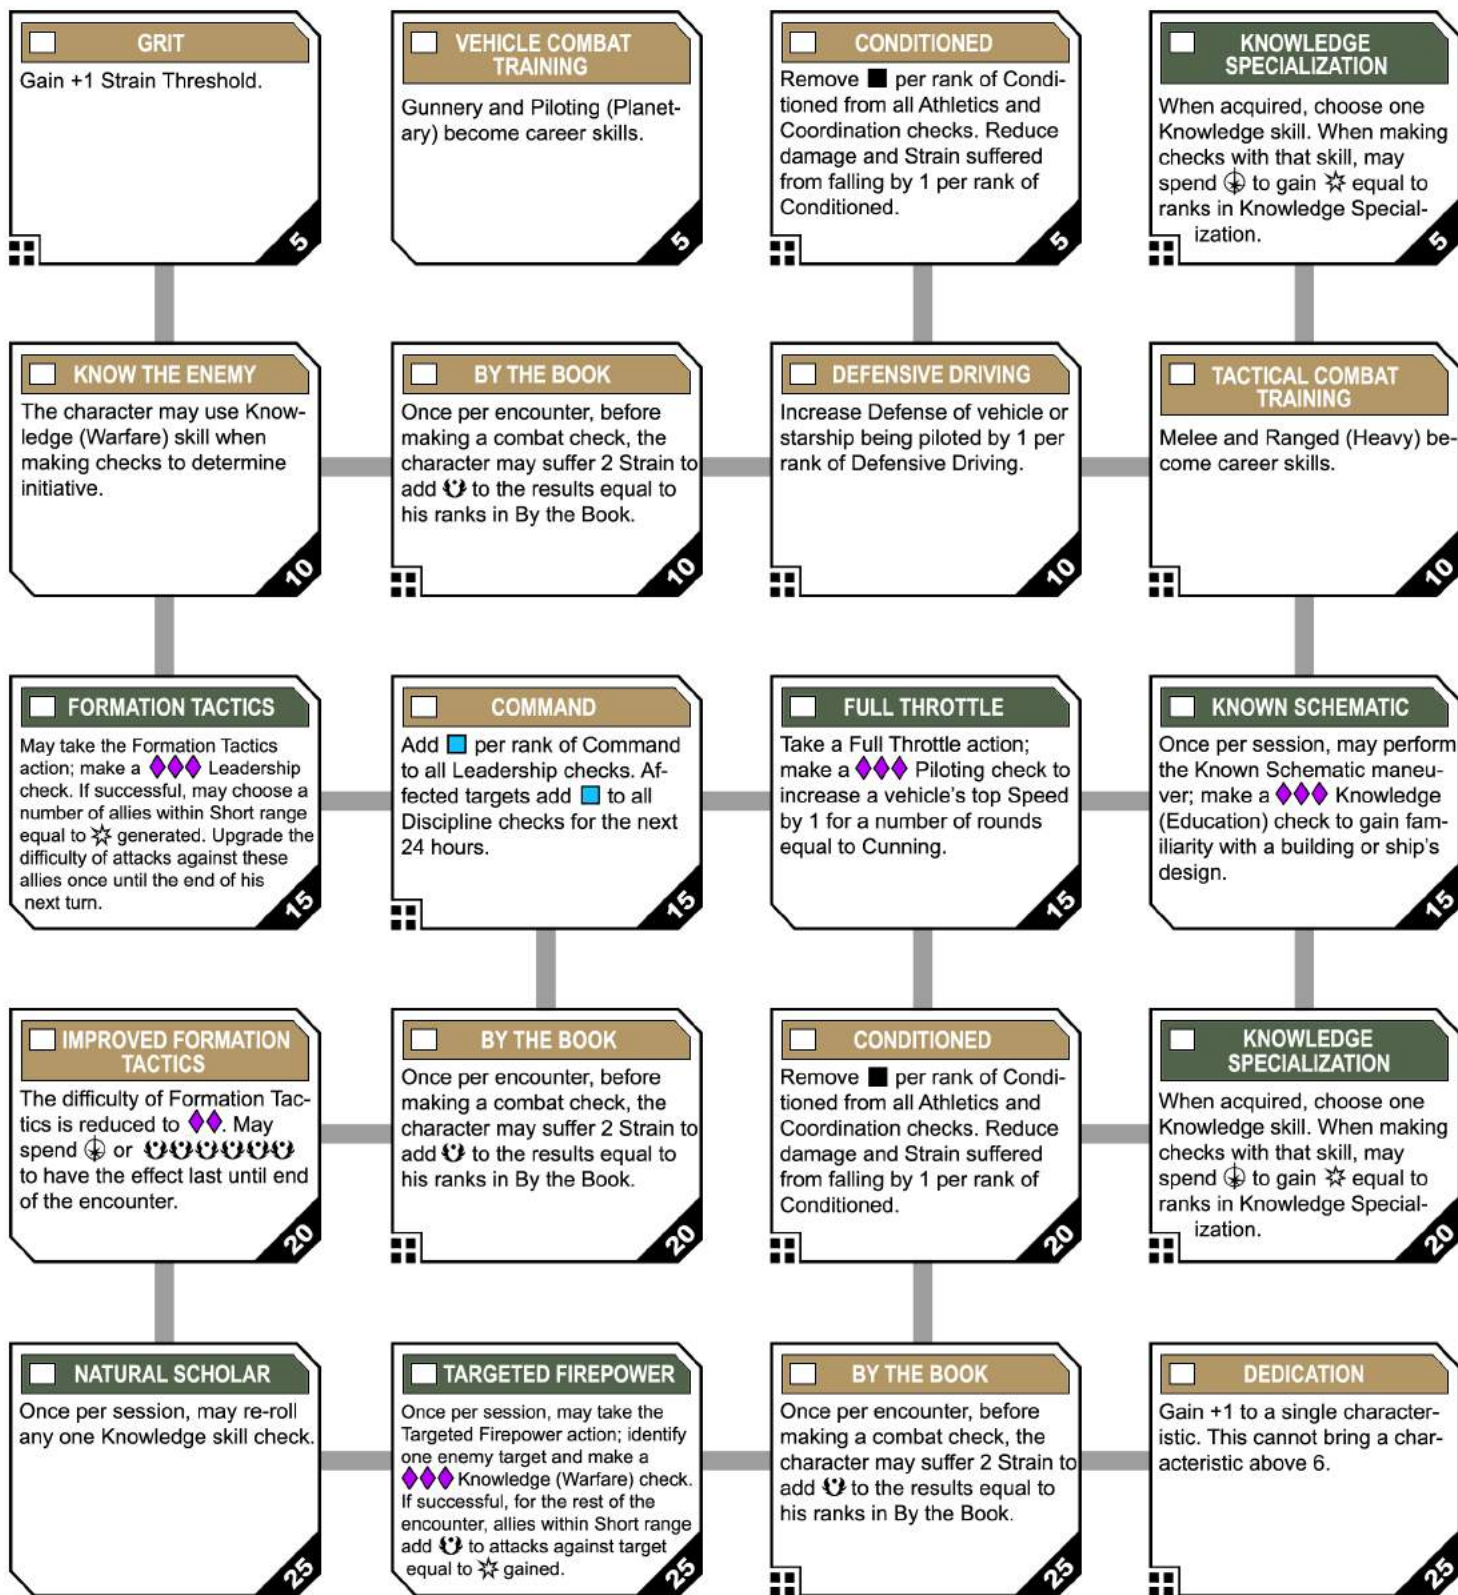 GRIT
Gain +1 Strain Threshold.
5
VEHICLE COMBAT
TRAINING
Gunnery and Piloting (Planet-
ary) become career skills.
5
CONDITIONED
Remove ■ per rank of Condi-
tioned from all Athletics and
Coordination checks. Reduce
damage and Strain suffered
from falling by 1 per rank of
Conditioned.
5
KNOWLEDGE
SPECIALIZATION
When acquired, choose one
Knowledge skill. When making
checks with that skill, may
spend to gain equal to
ranks in Knowledge Special-
ization.
5
KNOW THE ENEMY
The character may use Know-
ledge (Warfare) skill when
making checks to determine
initiative.
10
BY THE BOOK
Once per encounter, before
making a combat check, the
character may suffer 2 Strain to
add to the results equal to
his ranks in By the Book.
10
DEFENSIVE DRIVING
Increase Defense of vehicle or
starship being piloted by 1 per
rank of Defensive Driving.
10
TACTICAL COMBAT
TRAINING
Melee and Ranged (Heavy) be-
come career skills.
10
FORMATION TACTICS
May take the Formation Tactics
action; make a ◆◆◆ Leadership
check. If successful, may choose a
number of allies within Short range
equal to generated. Upgrade the
difficulty of attacks against these
allies once until the end of his
next turn.
15
COMMAND
Add ■ per rank of Command
to all Leadership checks. Af-
fected targets add ■ to all
Discipline checks for the next
24 hours.
15
FULL THROTTLE
Take a Full Throttle action;
make a ◆◆◆ Piloting check to
increase a vehicle's top Speed
by 1 for a number of rounds
equal to Cunning.
15
KNOWN SCHEMATIC
Once per session, may perform
the Known Schematic maneu-
ver; make a ◆◆◆ Knowledge
(Education) check to gain fam-
iliarity with a building or ship's
design.
15
IMPROVED FORMATION
TACTICS
The difficulty of Formation Tac-
tics is reduced to ◆◆. May
spend or
to have the effect last until end
of the encounter.
20
BY THE BOOK
Once per encounter, before
making a combat check, the
character may suffer 2 Strain to
add to the results equal to
his ranks in By the Book.
20
CONDITIONED
Remove ■ per rank of Condi-
tioned from all Athletics and
Coordination checks. Reduce
damage and Strain suffered
from falling by 1 per rank of
Conditioned.
20
KNOWLEDGE
SPECIALIZATION
When acquired, choose one
Knowledge skill. When making
checks with that skill, may
spend to gain equal to
ranks in Knowledge Special-
ization.
20
NATURAL SCHOLAR
Once per session, may re-roll
any one Knowledge skill check.
25
TARGETED FIREPOWER
Once per session, may take the
Targeted Firepower action; identify
one enemy target and make a
◆◆◆ Knowledge (Warfare) check.
If successful, for the rest of the
encounter, allies within Short range
add to attacks against target
equal to gained.
25
BY THE BOOK
Once per encounter, before
making a combat check, the
character may suffer 2 Strain to
add to the results equal to
his ranks in By the Book.
25
DEDICATION
Gain +1 to a single character-
istic. This cannot bring a char-
acteristic above 6.
25